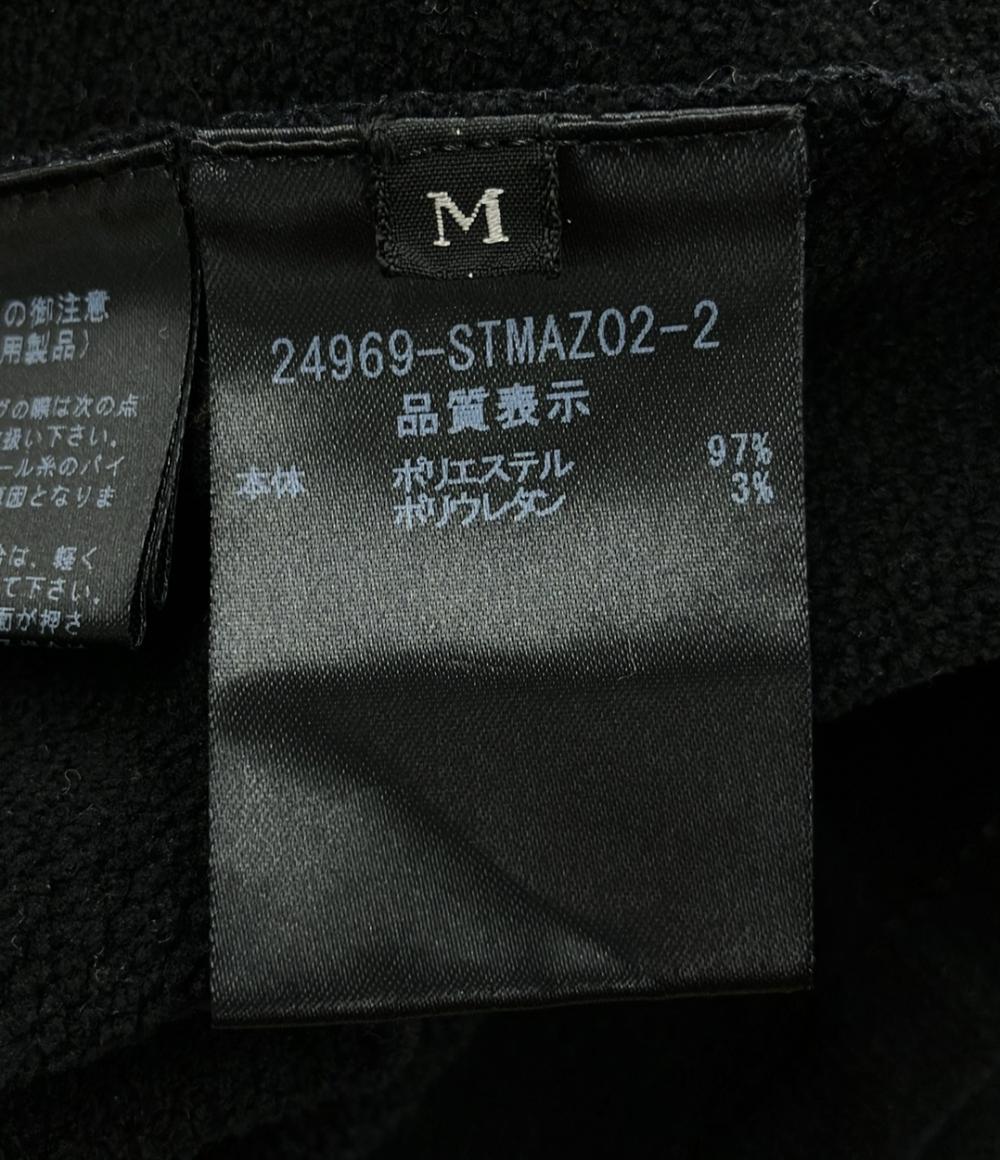 M
24969-STMAZ02-2
品質表示
本体 ポリエステル 97%
ポリウレタン 3%
の御注意
用製品）
の際は次の点
扱い下さい。
ール糸のパイ
原因となりま
は、軽く
て下さい。
面が押さ